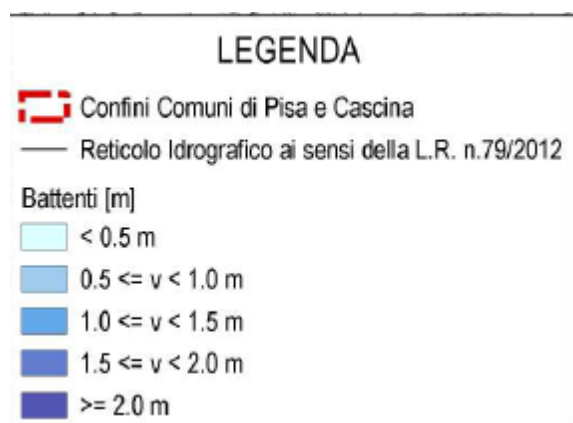 LEGENDA
Confini Comuni di Pisa e Cascina
Reticolo Idrografico ai sensi della L.R. n.79/2012
Battenti [m]
< 0.5 m
0.5 <= v < 1.0 m
1.0 <= v < 1.5 m
1.5 <= v < 2.0 m
>= 2.0 m